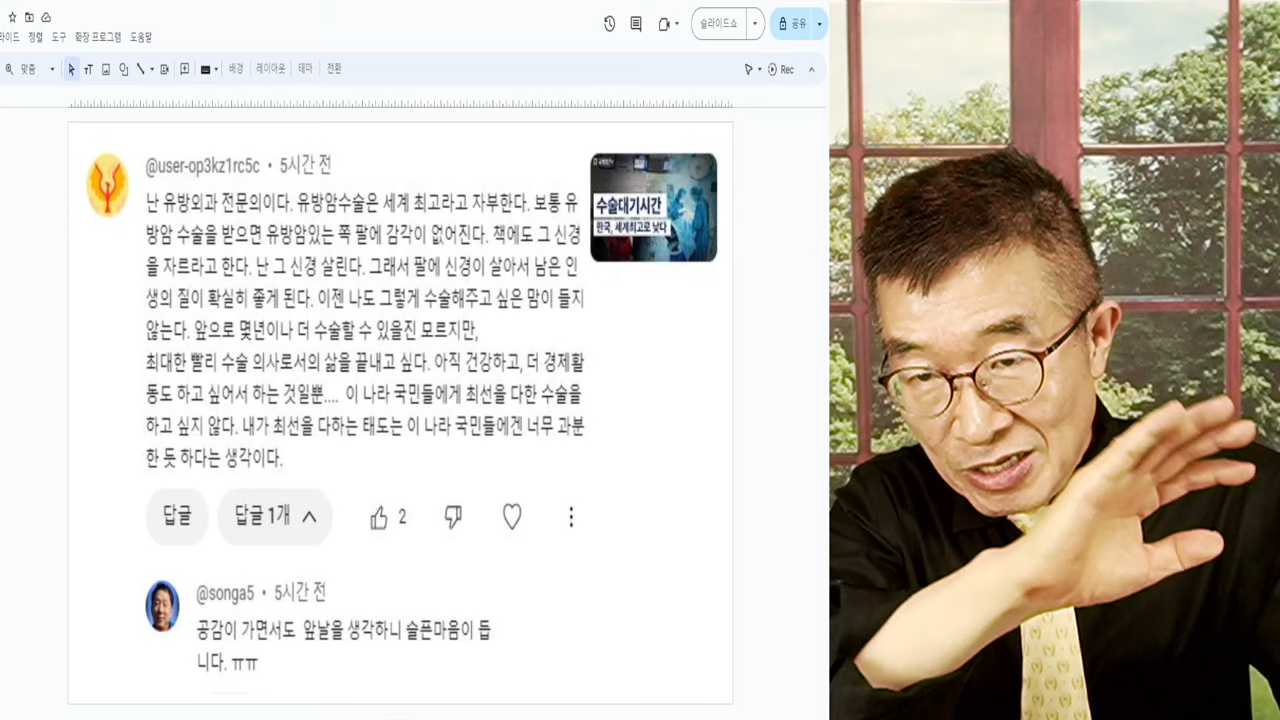 라이드 정렬 도구 확장 프로그램 도움말
슬라이드쇼
공유
맞춤
배경 레이아웃 테마 전환
Rec
@user-op3kz1rc5c • 5시간 전
난 유방외과 전문의이다. 유방암수술은 세계 최고라고 자부한다. 보통 유
방암 수술을 받으면 유방암있는 쪽 팔에 감각이 없어진다. 책에도 그 신경
을 자르라고 한다. 난 그 신경 살린다. 그래서 팔에 신경이 살아서 남은 인
생의 질이 확실히 좋게 된다. 이젠 나도 그렇게 수술해주고 싶은 맘이 들지
않는다. 앞으로 몇년이나 더 수술할 수 있을진 모르지만,
최대한 빨리 수술 의사로서의 삶을 끝내고 싶다. 아직 건강하고, 더 경제활
동도 하고 싶어서 하는 것일뿐.... 이 나라 국민들에게 최선을 다한 수술을
하고 싶지 않다. 내가 최선을 다하는 태도는 이 나라 국민들에겐 너무 과분
한 듯 하다는 생각이다.
수술대기시간
한국, 세계최고로 낮다
답글
답글 1개
2
@songa5 • 5시간 전
공감이 가면서도 앞날을 생각하니 슬픈마음이 듭
니다. ㅠㅠ